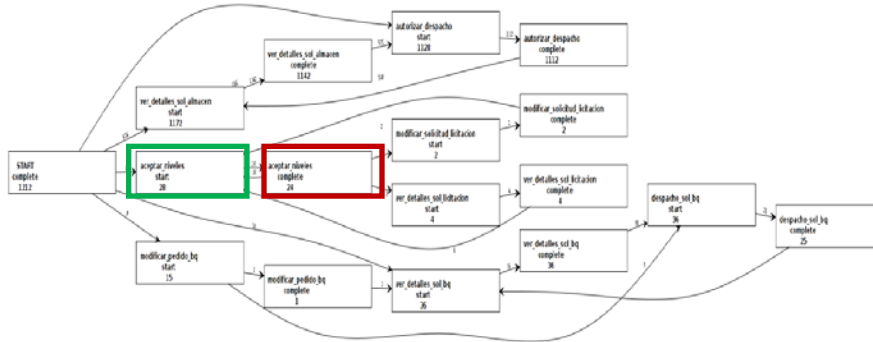 autorizar_despacho
start
1128
autorizar_despacho
complete
1112
ver_detalles_sol_almacen
complete
1142
ver_detalles_sol_almacen
start
1172
modificar_solicitud_licitacion
complete
2
modificar_solicitud_licitacion
start
2
START
complete
1212
aceptar_niveles
start
28
aceptar_niveles
complete
24
ver_detalles_sol_licitacion
complete
4
ver_detalles_sol_licitacion
start
4
despacho_sol_bq
start
36
despacho_sol_bq
complete
25
ver_detalles_sol_bq
complete
36
modificar_pedido_bq
start
15
modificar_pedido_bq
complete
1
ver_detalles_sol_bq
start
36